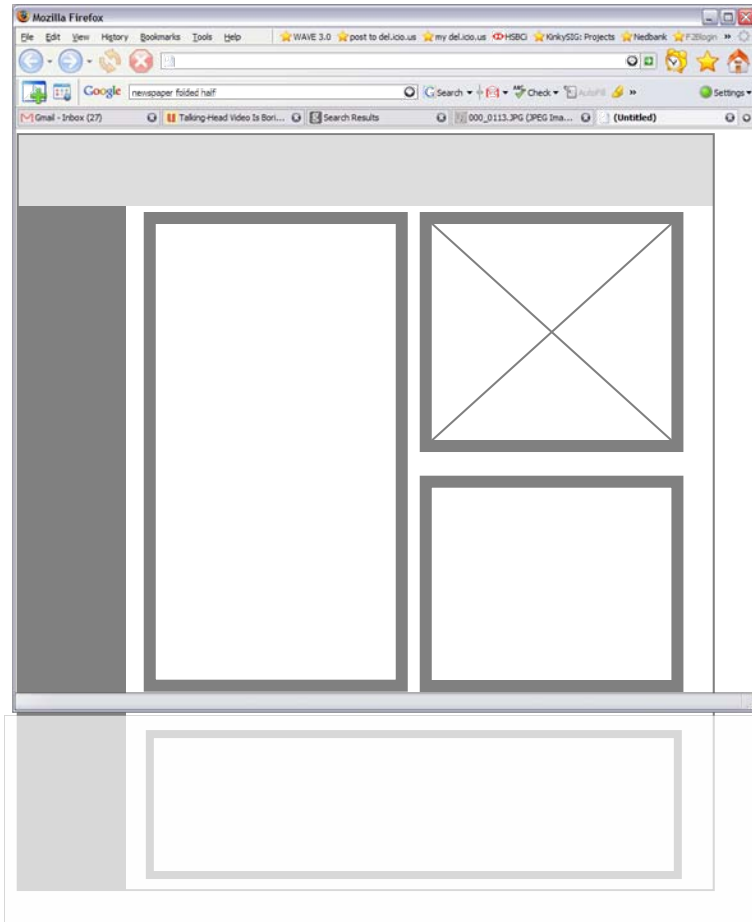 Mozilla Firefox
File Edit View History Bookmarks Tools Help WAVE 3.0 post to del.icio.us my del.icio.us HSBC KinkySIG: Projects Nedbank F2Blogin »
Google newspaper folded half Search Check AutoFill » Settings
Gmail - Inbox (27) Talking-Head Video Is Bori... Search Results 000_0113.JPG (JPEG Ima... (Untitled)